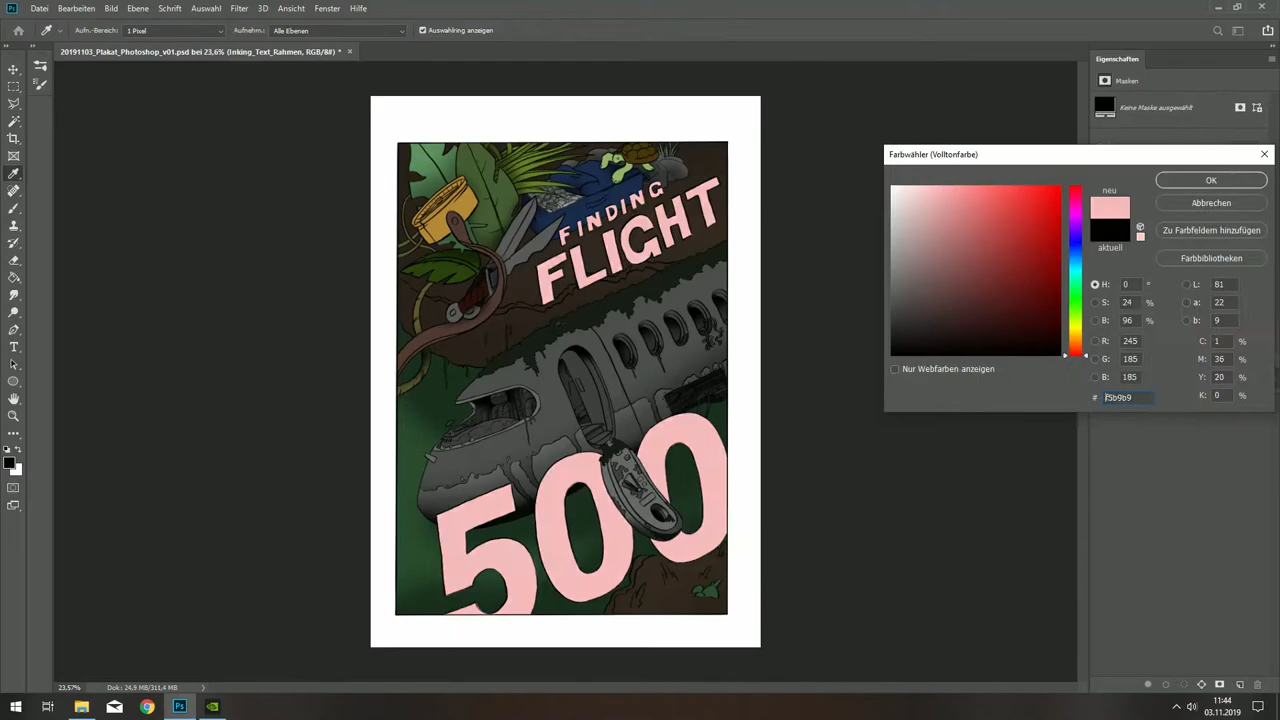 Datei Bearbeiten Bild Ebene Schrift Auswahl Filter 3D Ansicht Fenster Hilfe
Aufn.-Bereich: 1 Pixel Aufnehm.: Alle Ebenen Auswahlring anzeigen
20191103_Plakat_Photoshop_v01.psd bei 23,6% (Inking_Text_Rahmen, RGB/8#) *
Eigenschaften
Masken
Keine Maske ausgewählt
Farbwähler (Volltonfarbe)
neu
aktuell
OK
Abbrechen
Zu Farbfeldern hinzufügen
Farbbibliotheken
H: 0 °
S: 24 %
B: 96 %
R: 245
G: 185
B: 185
# f5b9b9
L: 81
a: 22
b: 9
C: 1 %
M: 36 %
Y: 20 %
K: 0 %
Nur Webfarben anzeigen
FINDING
FLIGHT
500
23,57% Dok.: 24,9 MB/311,4 MB
11:44
03.11.2019